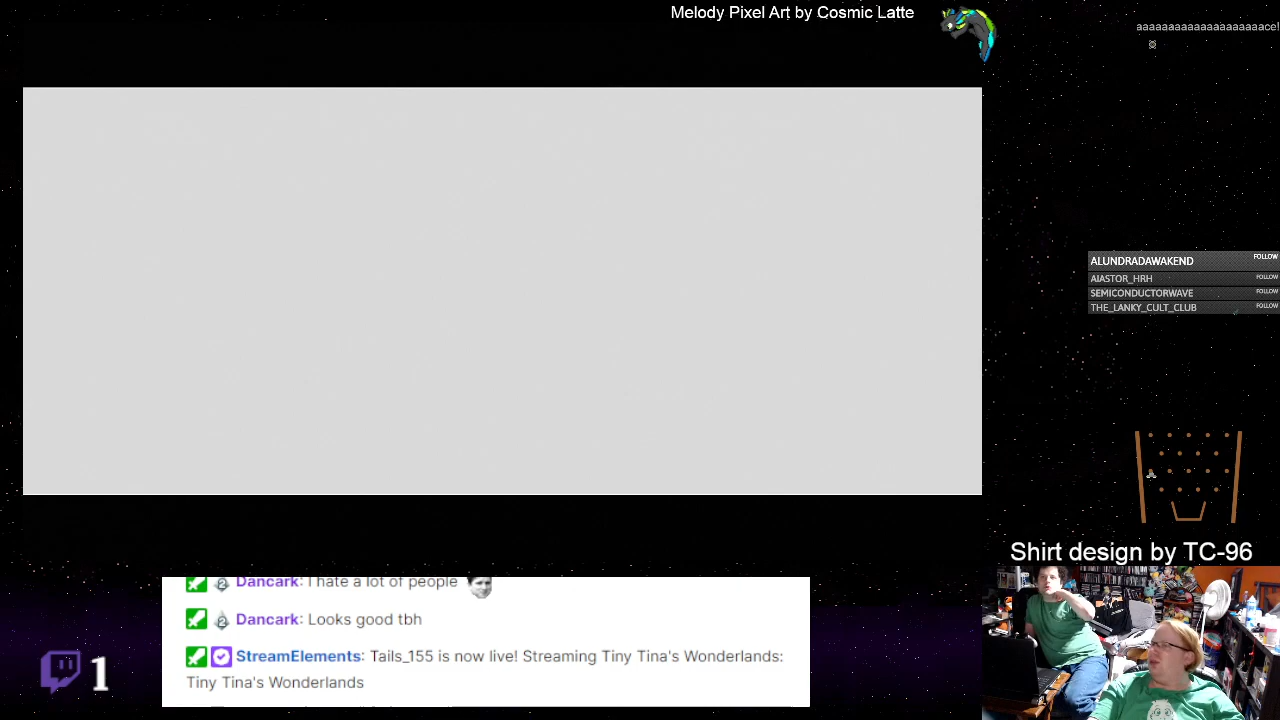 Melody Pixel Art by Cosmic Latte
aaaaaaaaaaaaaaaaaaaace!
ALUNDRADAWAKEND FOLLOW
AIASTOR_HRH FOLLOW
SEMICONDUCTORWAVE FOLLOW
THE_LANKY_CULT_CLUB FOLLOW
Shirt design by TC-96
Dancark: I hate a lot of people
Dancark: Looks good tbh
StreamElements: Tails_155 is now live! Streaming Tiny Tina's Wonderlands:
Tiny Tina's Wonderlands
1